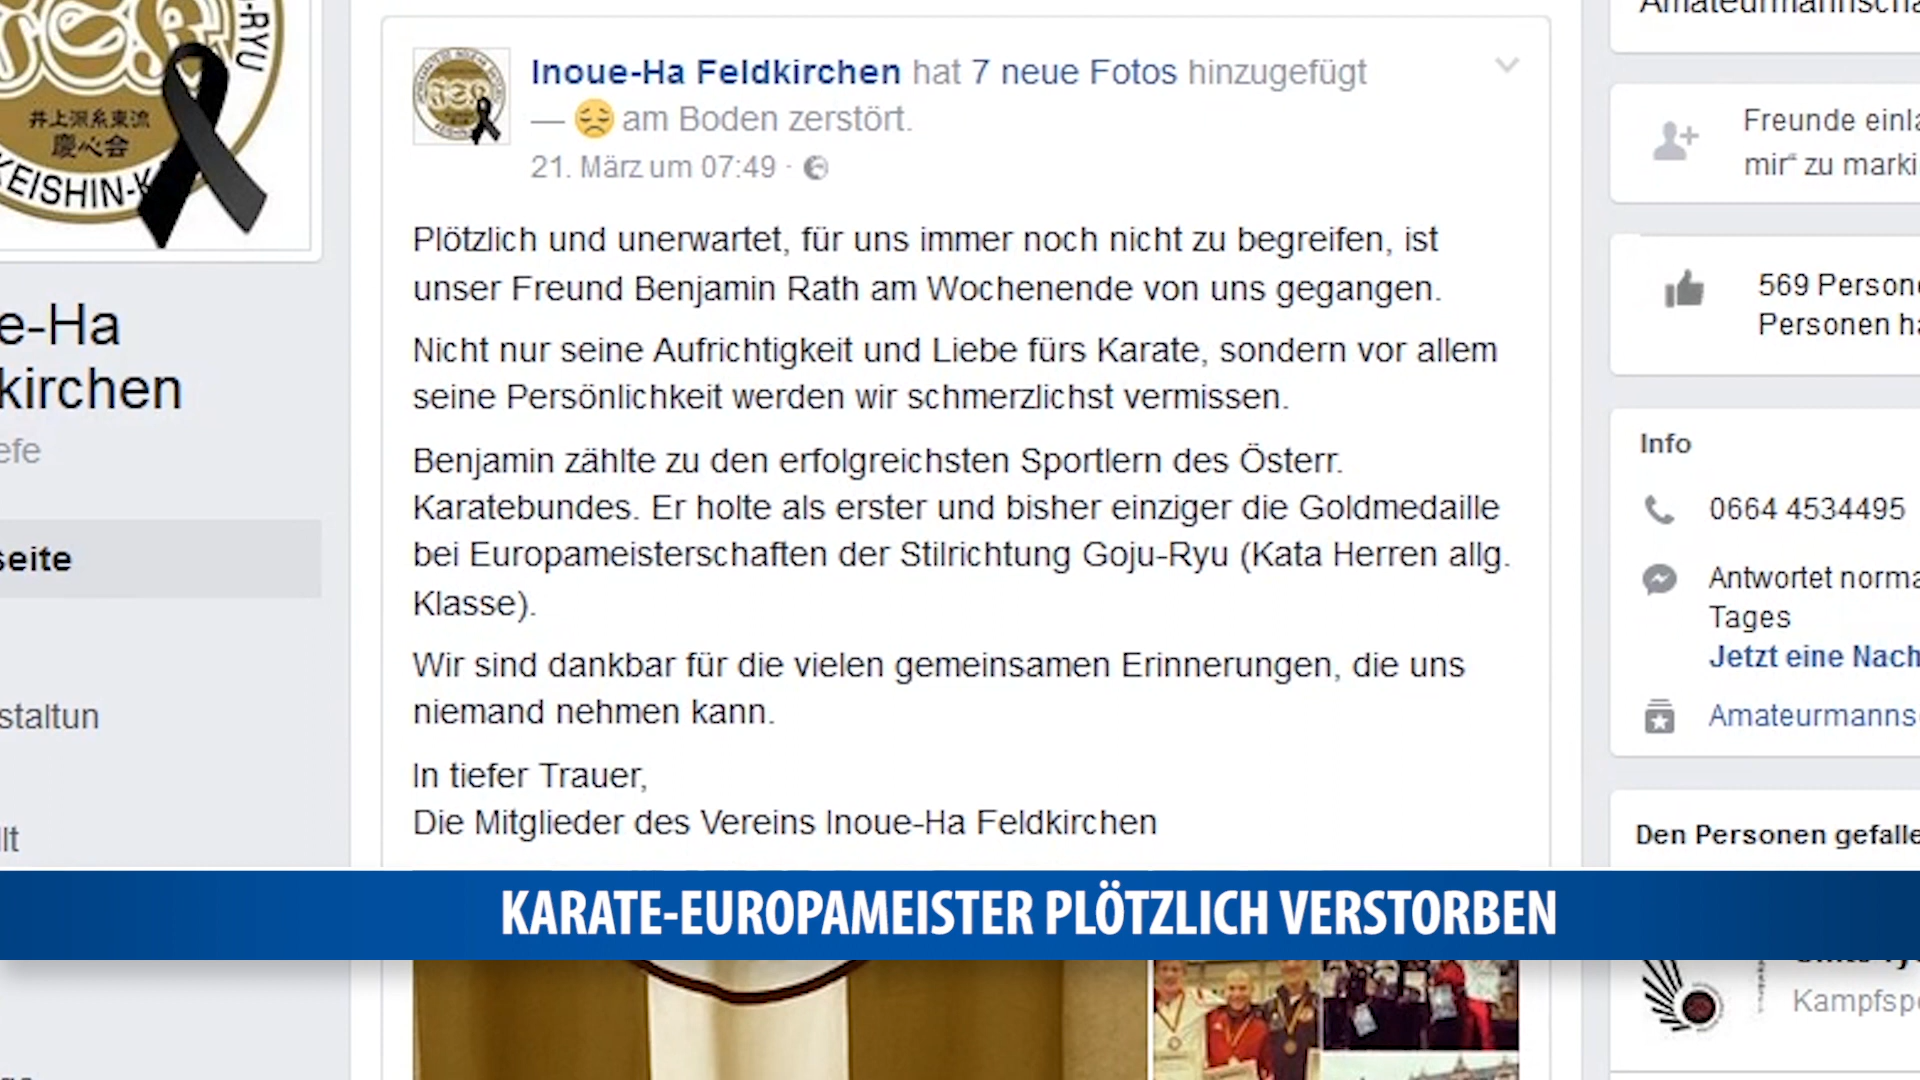 -RYU
井上派糸東流
慶心会
KEISHIN-K
e-Ha
kirchen
efe
seite
staltun
llt
Inoue-Ha Feldkirchen hat 7 neue Fotos hinzugefügt
— am Boden zerstört.
21. März um 07:49 ·
Plötzlich und unerwartet, für uns immer noch nicht zu begreifen, ist
unser Freund Benjamin Rath am Wochenende von uns gegangen.
Nicht nur seine Aufrichtigkeit und Liebe fürs Karate, sondern vor allem
seine Persönlichkeit werden wir schmerzlichst vermissen.
Benjamin zählte zu den erfolgreichsten Sportlern des Österr.
Karatebundes. Er holte als erster und bisher einziger die Goldmedaille
bei Europameisterschaften der Stilrichtung Goju-Ryu (Kata Herren allg.
Klasse).
Wir sind dankbar für die vielen gemeinsamen Erinnerungen, die uns
niemand nehmen kann.
In tiefer Trauer,
Die Mitglieder des Vereins Inoue-Ha Feldkirchen
Amateurmannscha
Freunde einla
mir“ zu marki
569 Persone
Personen ha
Info
0664 4534495
Antwortet norma
Tages
Jetzt eine Nach
Amateurmanns
Den Personen gefalle
KARATE-EUROPAMEISTER PLÖTZLICH VERSTORBEN
Kampfsp